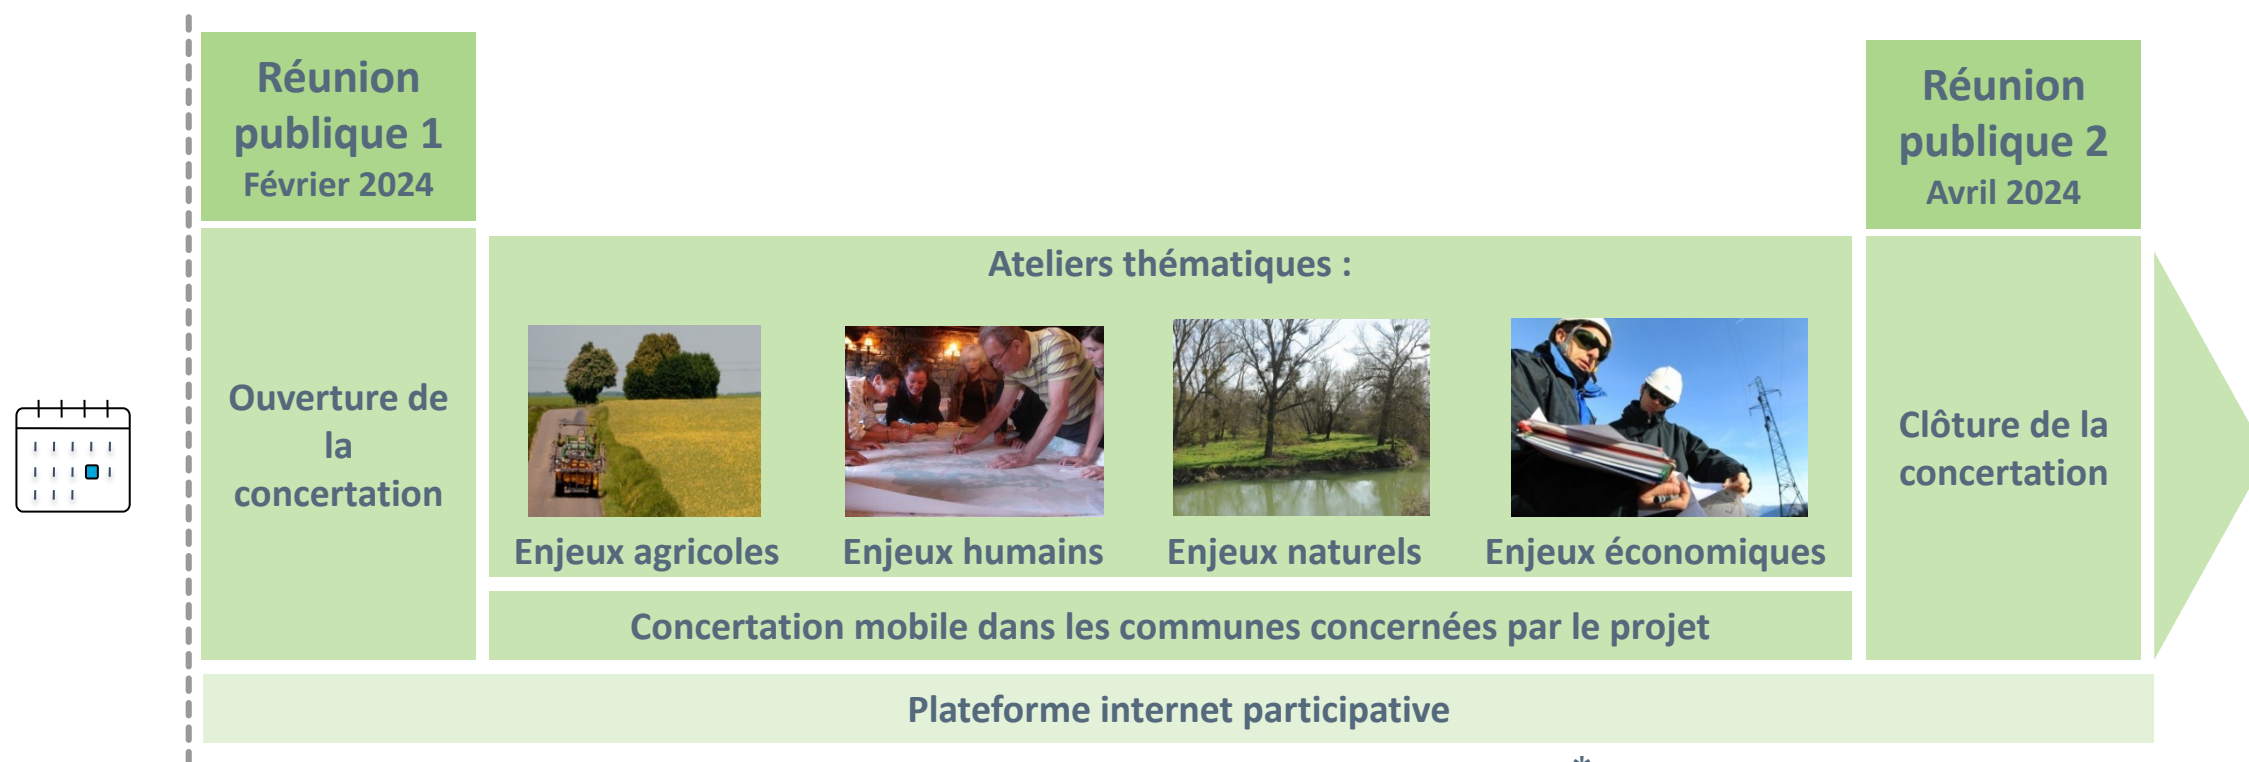 Réunion
publique 1
Février 2024
Réunion
publique 2
Avril 2024
Ouverture de
la
concertation
Ateliers thématiques :
Enjeux agricoles
Enjeux humains
Enjeux naturels
Enjeux économiques
Concertation mobile dans les communes concernées par le projet
Clôture de la
concertation
Plateforme internet participative
*